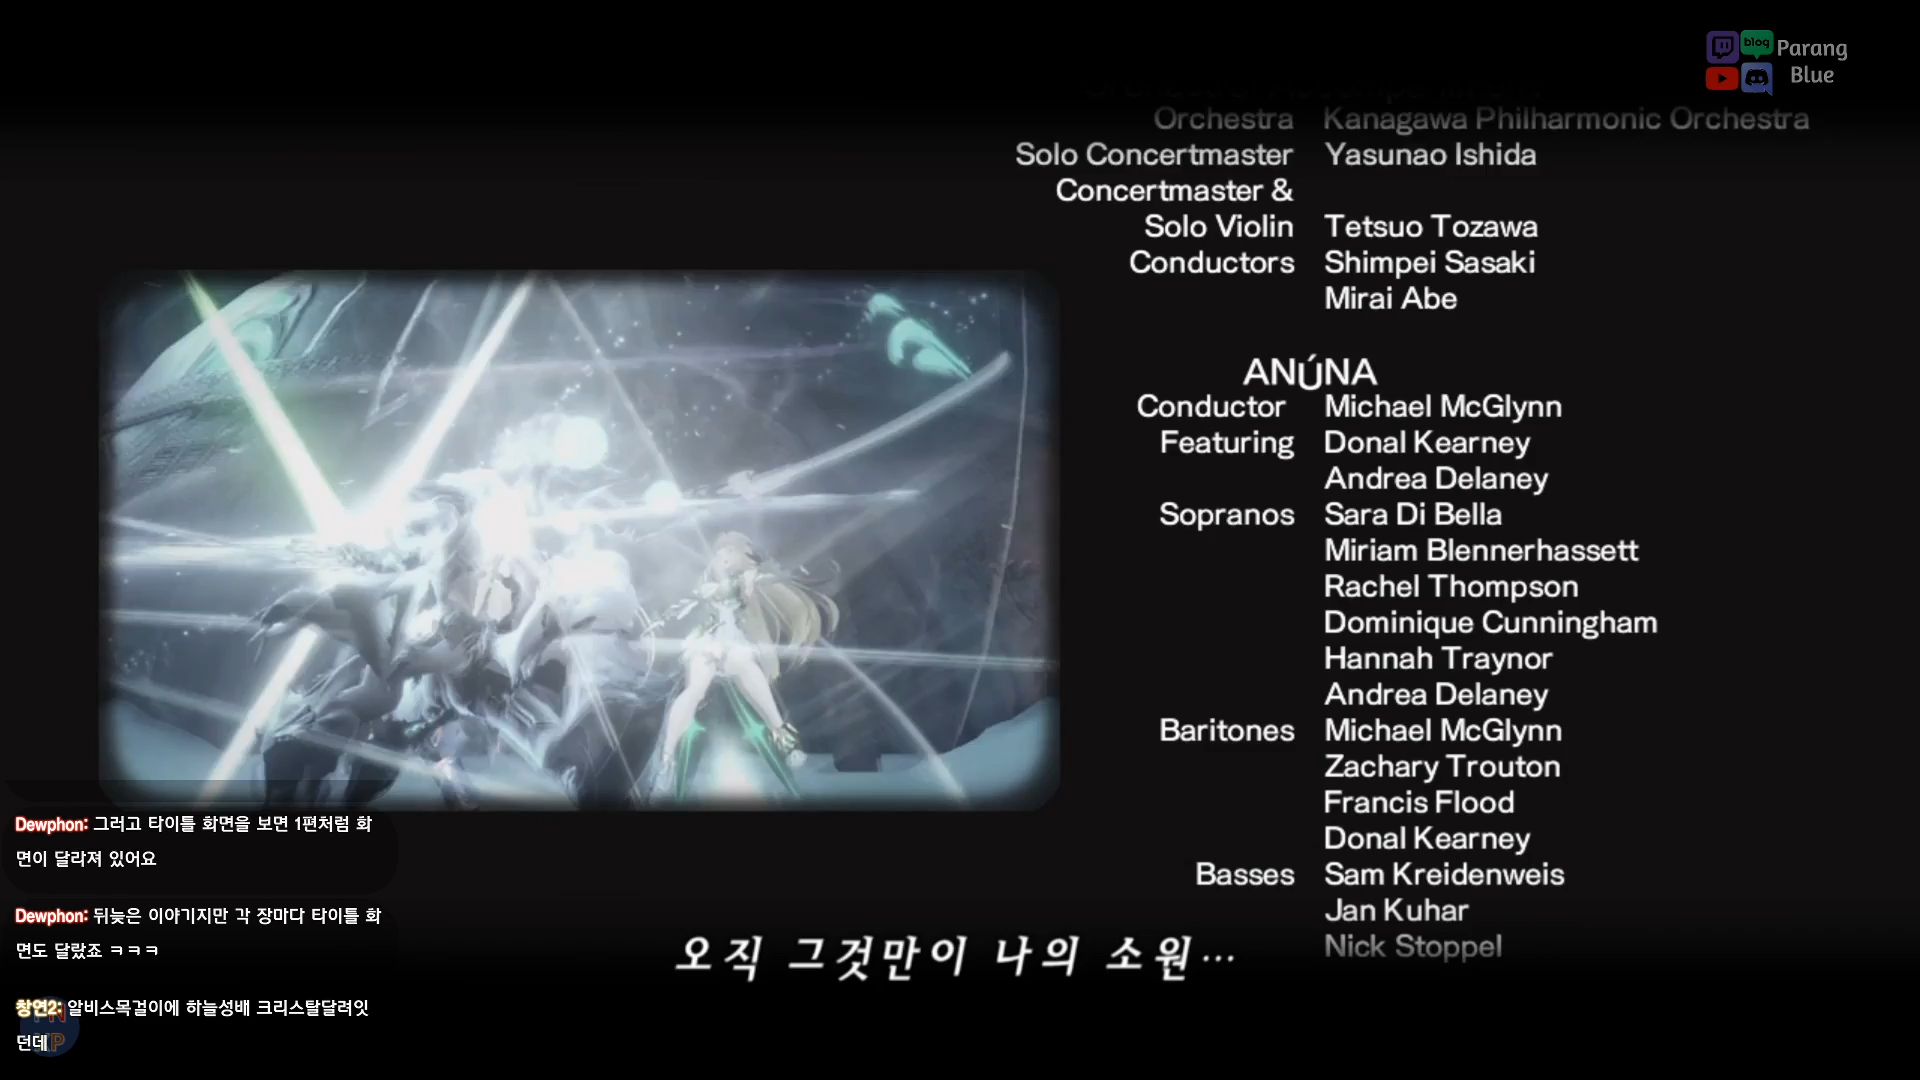 blog
Parang
Blue
Orchestra Kanagawa Philharmonic Orchestra
Solo Concertmaster Yasunao Ishida
Concertmaster &
Solo Violin Tetsuo Tozawa
Conductors Shimpei Sasaki
Mirai Abe
ANÚNA
Conductor Michael McGlynn
Featuring Donal Kearney
Andrea Delaney
Sopranos Sara Di Bella
Miriam Blennerhassett
Rachel Thompson
Dominique Cunningham
Hannah Traynor
Andrea Delaney
Baritones Michael McGlynn
Zachary Trouton
Francis Flood
Donal Kearney
Basses Sam Kreidenweis
Jan Kuhar
Nick Stoppel
오직 그것만이 나의 소원…
Dewphon: 그러고 타이틀 화면을 보면 1편처럼 화
면이 달라져 있어요
Dewphon: 뒤늦은 이야기지만 각 장마다 타이틀 화
면도 달랐죠 ㅋㅋㅋ
창연2: 알비스목걸이에 하늘성배 크리스탈달려잇
던데